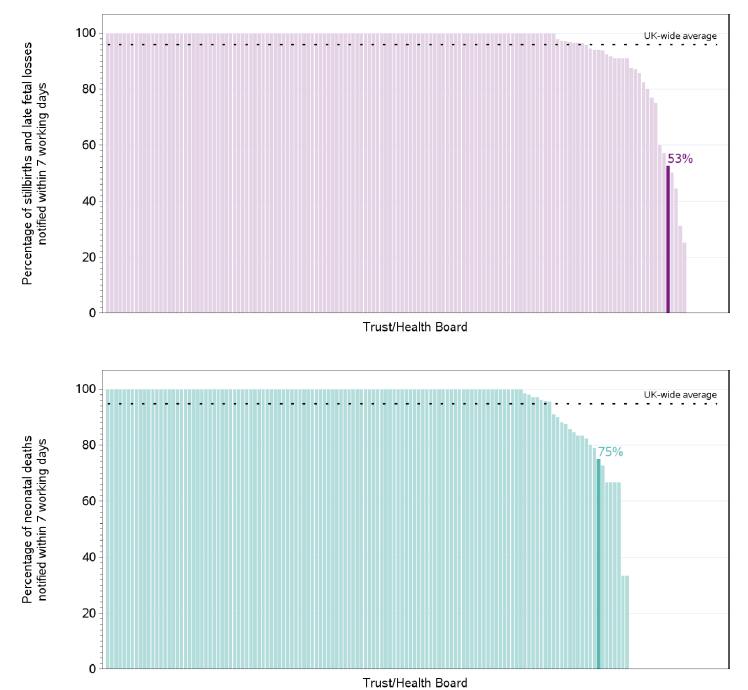 Percentage of stillbirths and late fetal losses
notified within 7 working days
100
80
60
40
20
0
UK-wide average
53%
Trust/Health Board
Percentage of neonatal deaths
notified within 7 working days
100
80
60
40
20
0
UK-wide average
75%
Trust/Health Board